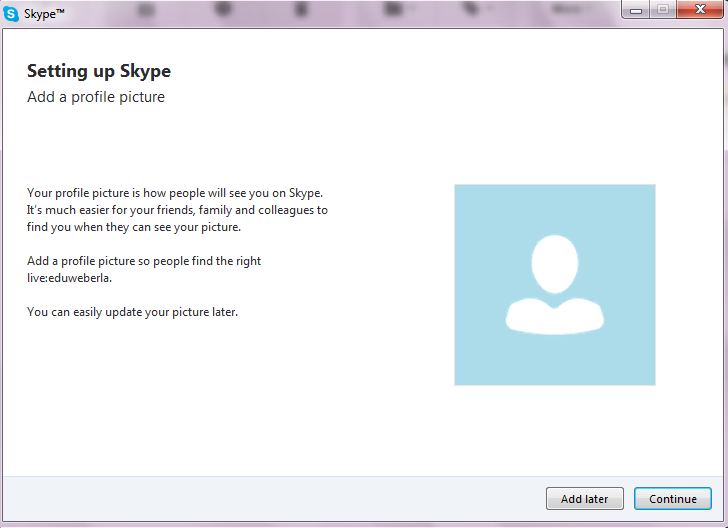 Skype™
Setting up Skype
Add a profile picture
Your profile picture is how people will see you on Skype.
It's much easier for your friends, family and colleagues to
find you when they can see your picture.
Add a profile picture so people find the right
live:eduweberla.
You can easily update your picture later.
Add later
Continue